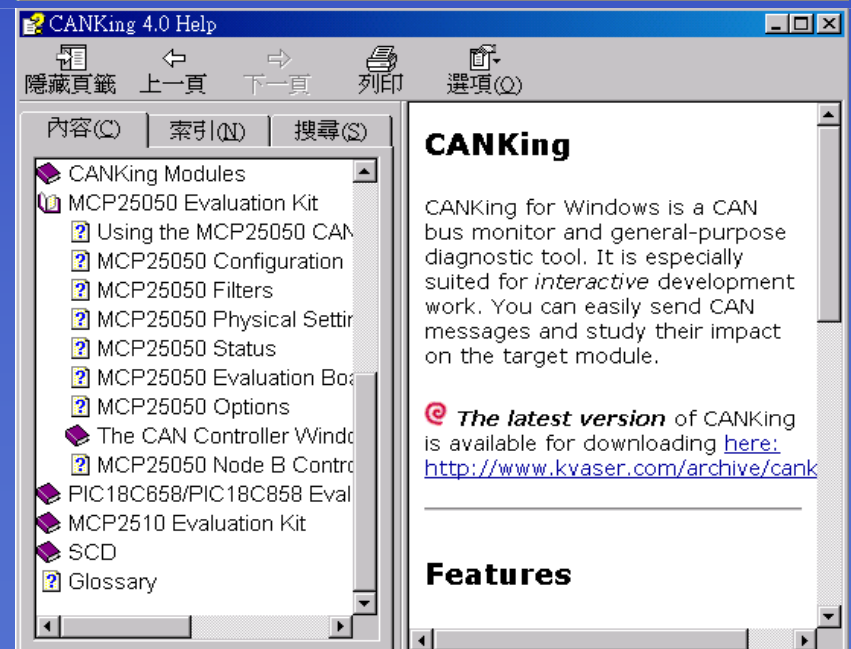 CANKing 4.0 Help
隱藏頁籤 上一頁 下一頁 列印 選項(O)
內容(C) 索引(N) 搜尋(S)
CANKing Modules
MCP25050 Evaluation Kit
Using the MCP25050 CAN
MCP25050 Configuration
MCP25050 Filters
MCP25050 Physical Settin
MCP25050 Status
MCP25050 Evaluation Boa
MCP25050 Options
The CAN Controller Windo
MCP25050 Node B Contro
PIC18C658/PIC18C858 Eval
MCP2510 Evaluation Kit
SCD
Glossary
CANKing
CANKing for Windows is a CAN
bus monitor and general-purpose
diagnostic tool. It is especially
suited for interactive development
work. You can easily send CAN
messages and study their impact
on the target module.
The latest version of CANKing
is available for downloading here:
http://www.kvaser.com/archive/cank
Features